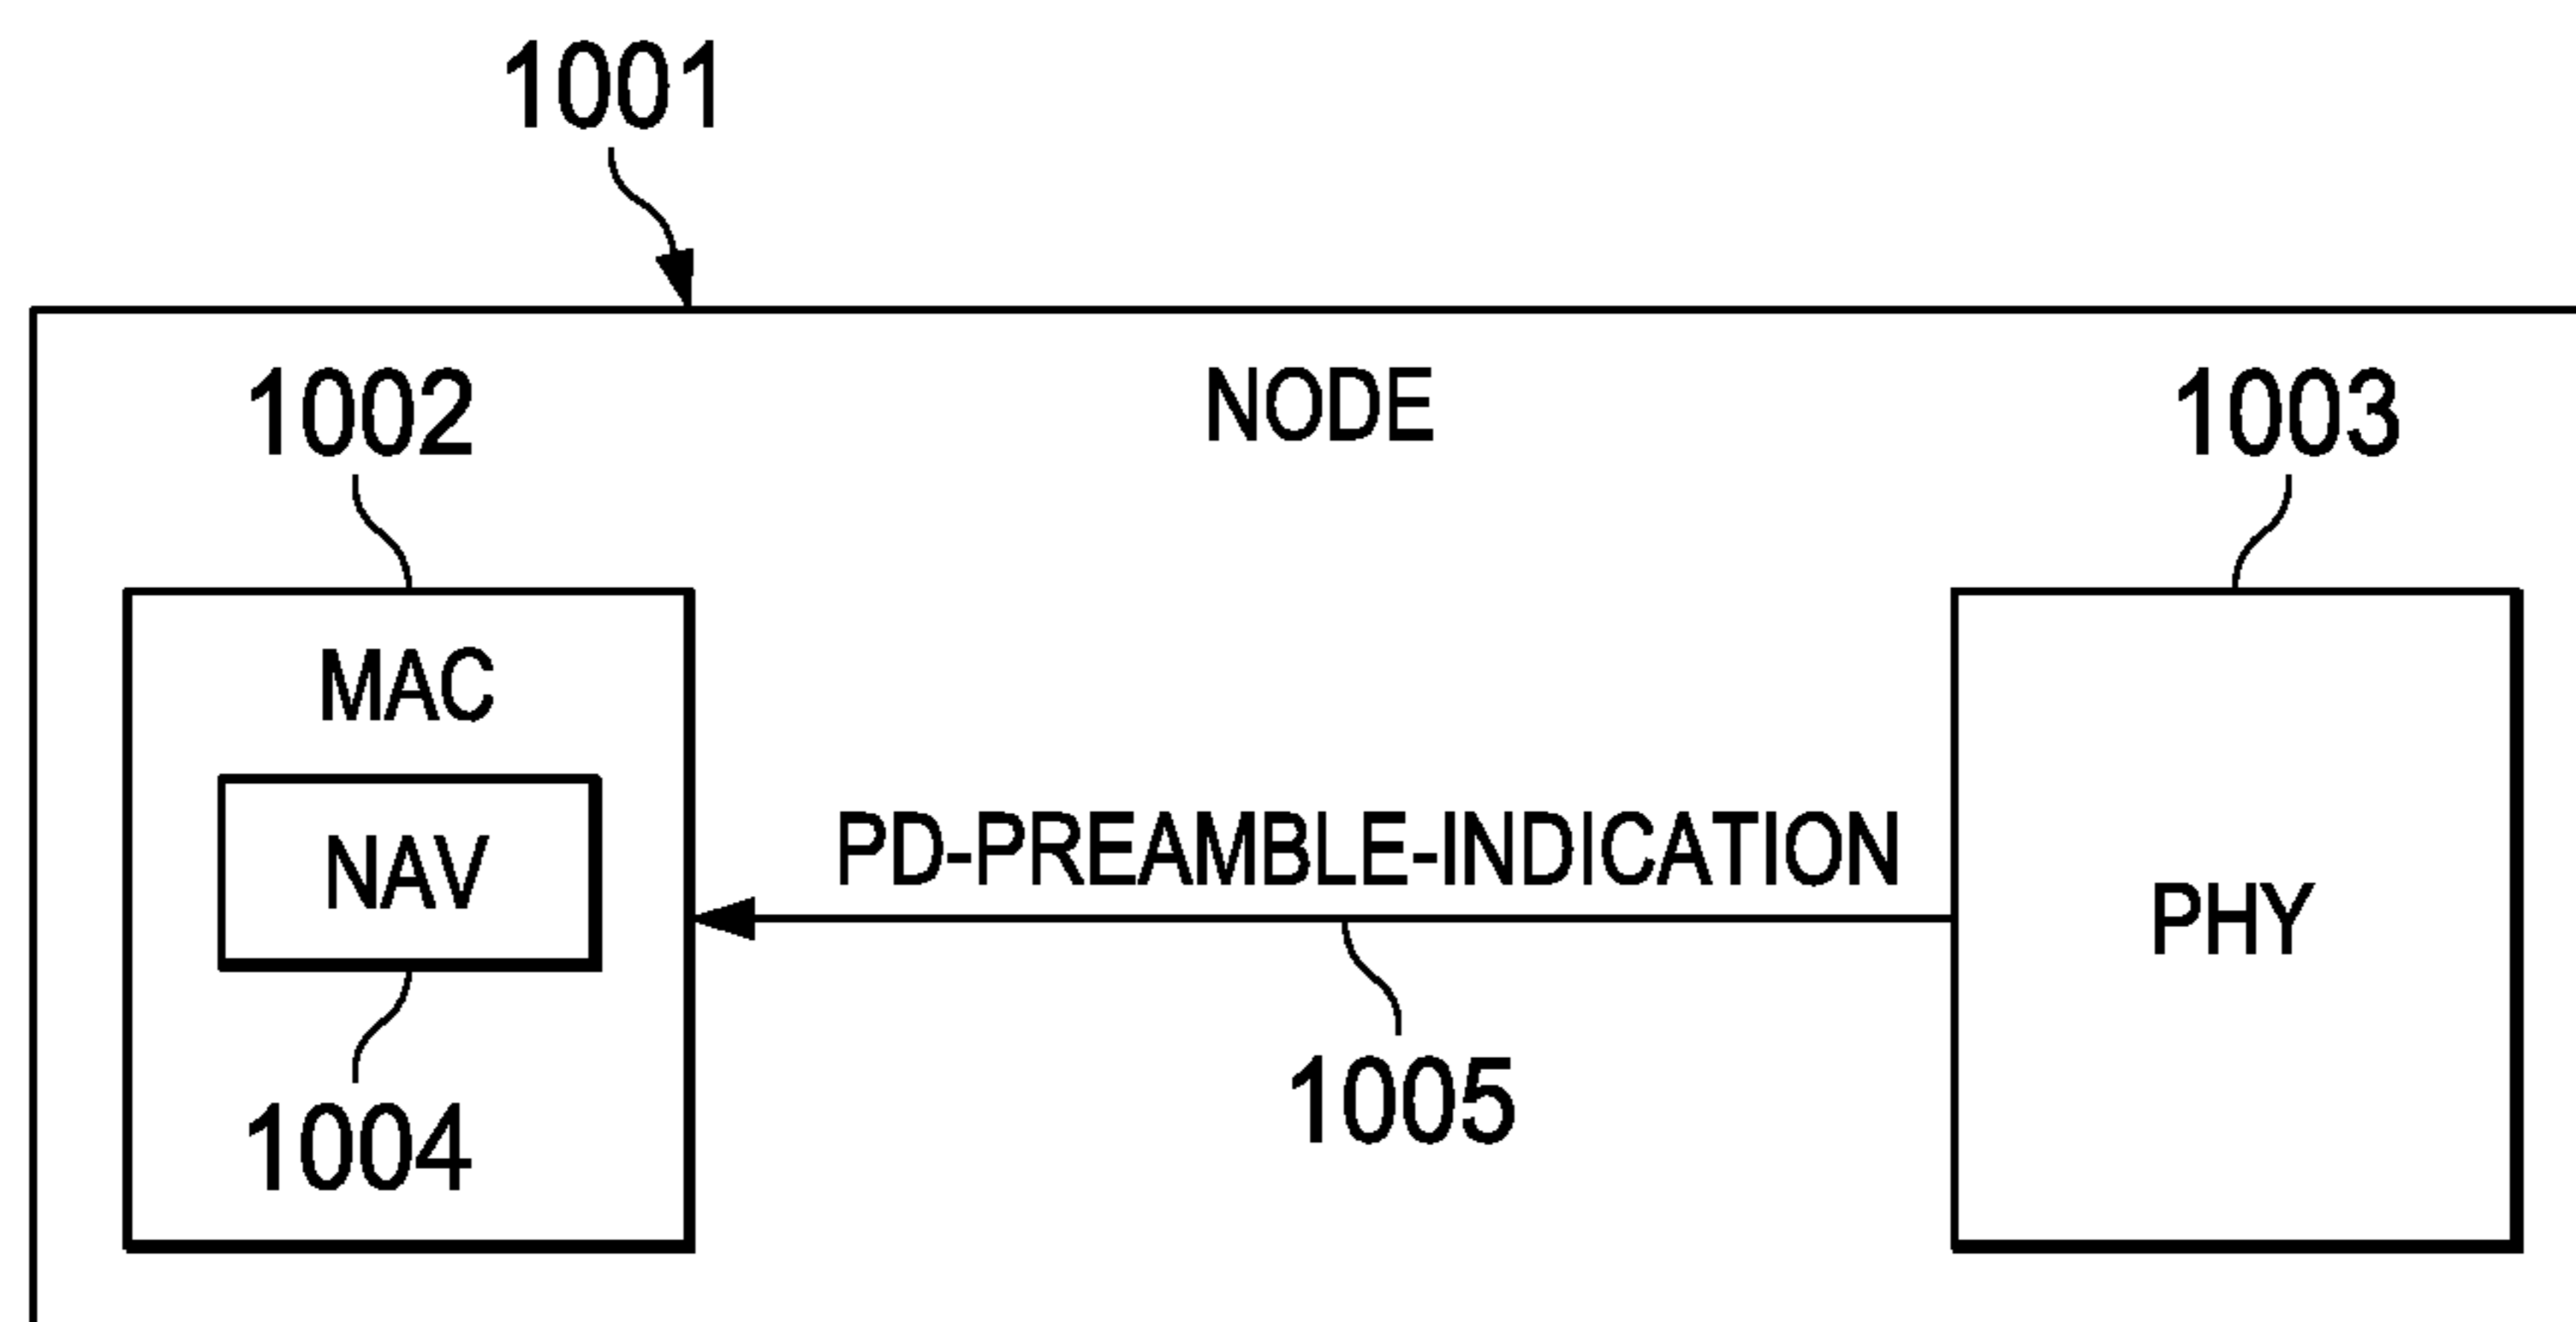 1001
NODE
1002
1003
MAC
NAV
PD-PREAMBLE-INDICATION
PHY
1004
1005